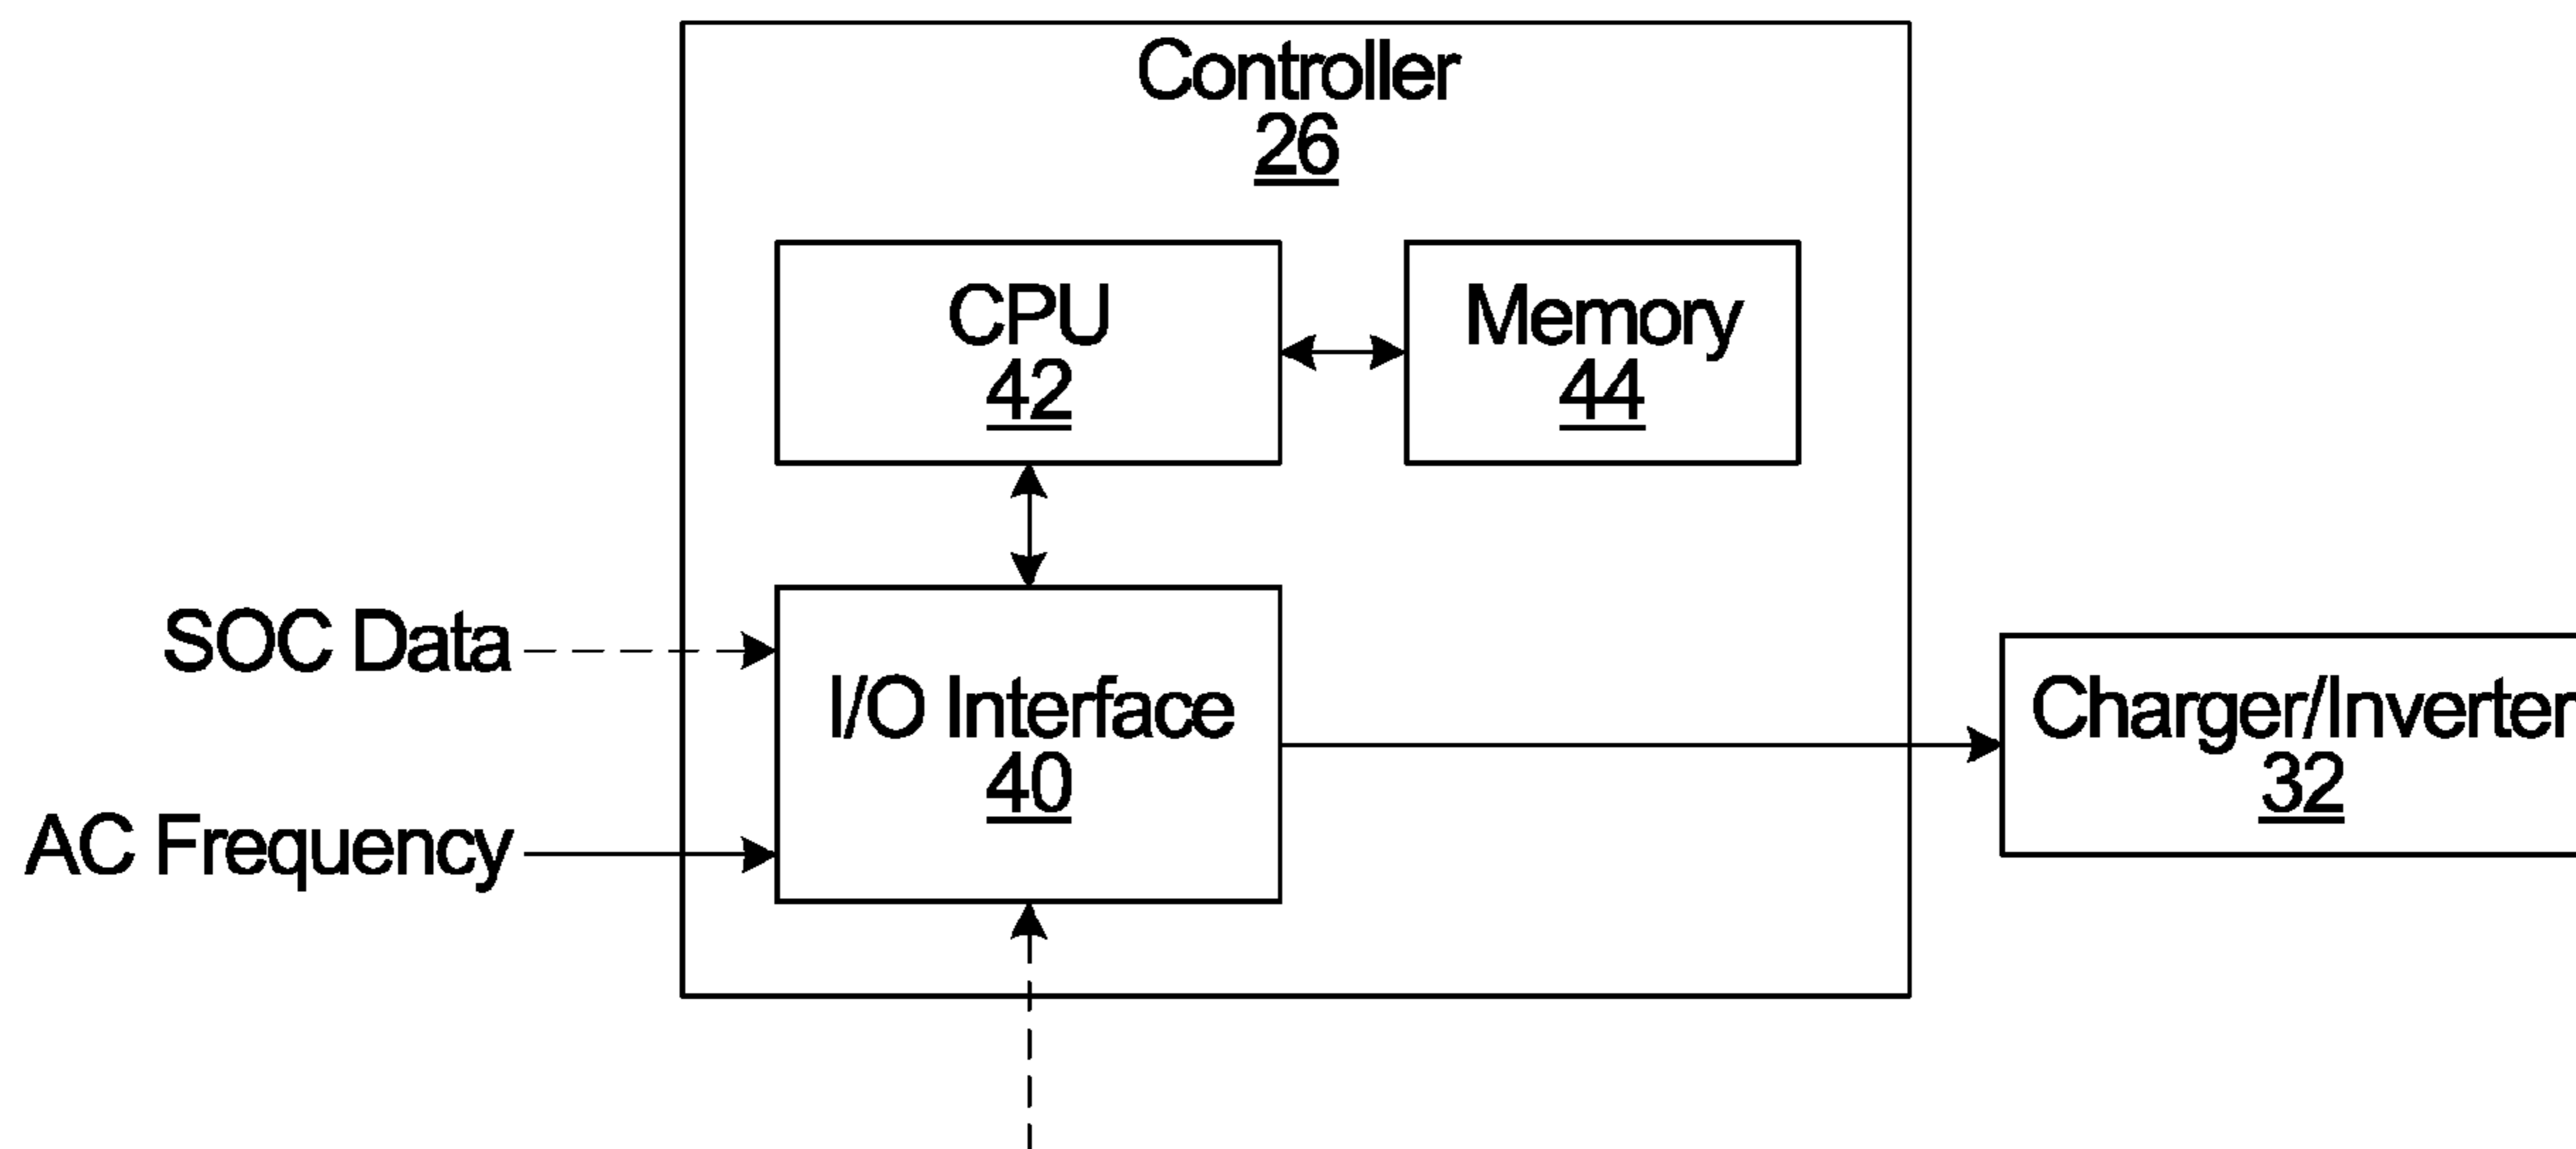 Controller
26
CPU
42
Memory
44
SOC Data
I/O Interface
40
AC Frequency
Charger/Inverter
32